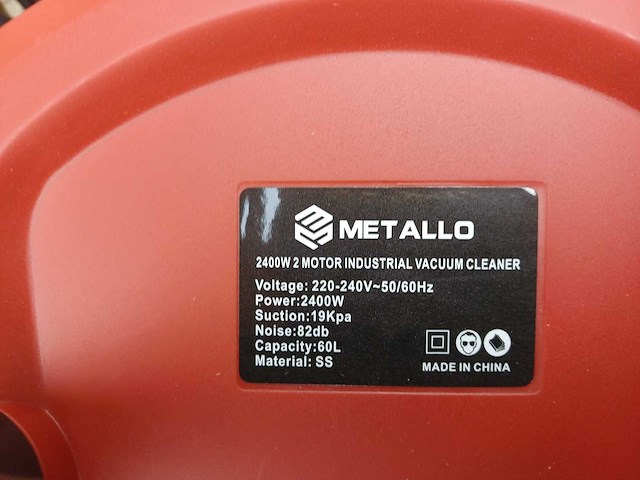 METALLO
2400W 2 MOTOR INDUSTRIAL VACUUM CLEANER
Voltage: 220-240V~50/60Hz
Power:2400W
Suction:19Kpa
Noise:82db
Capacity:60L
Material: SS
MADE IN CHINA